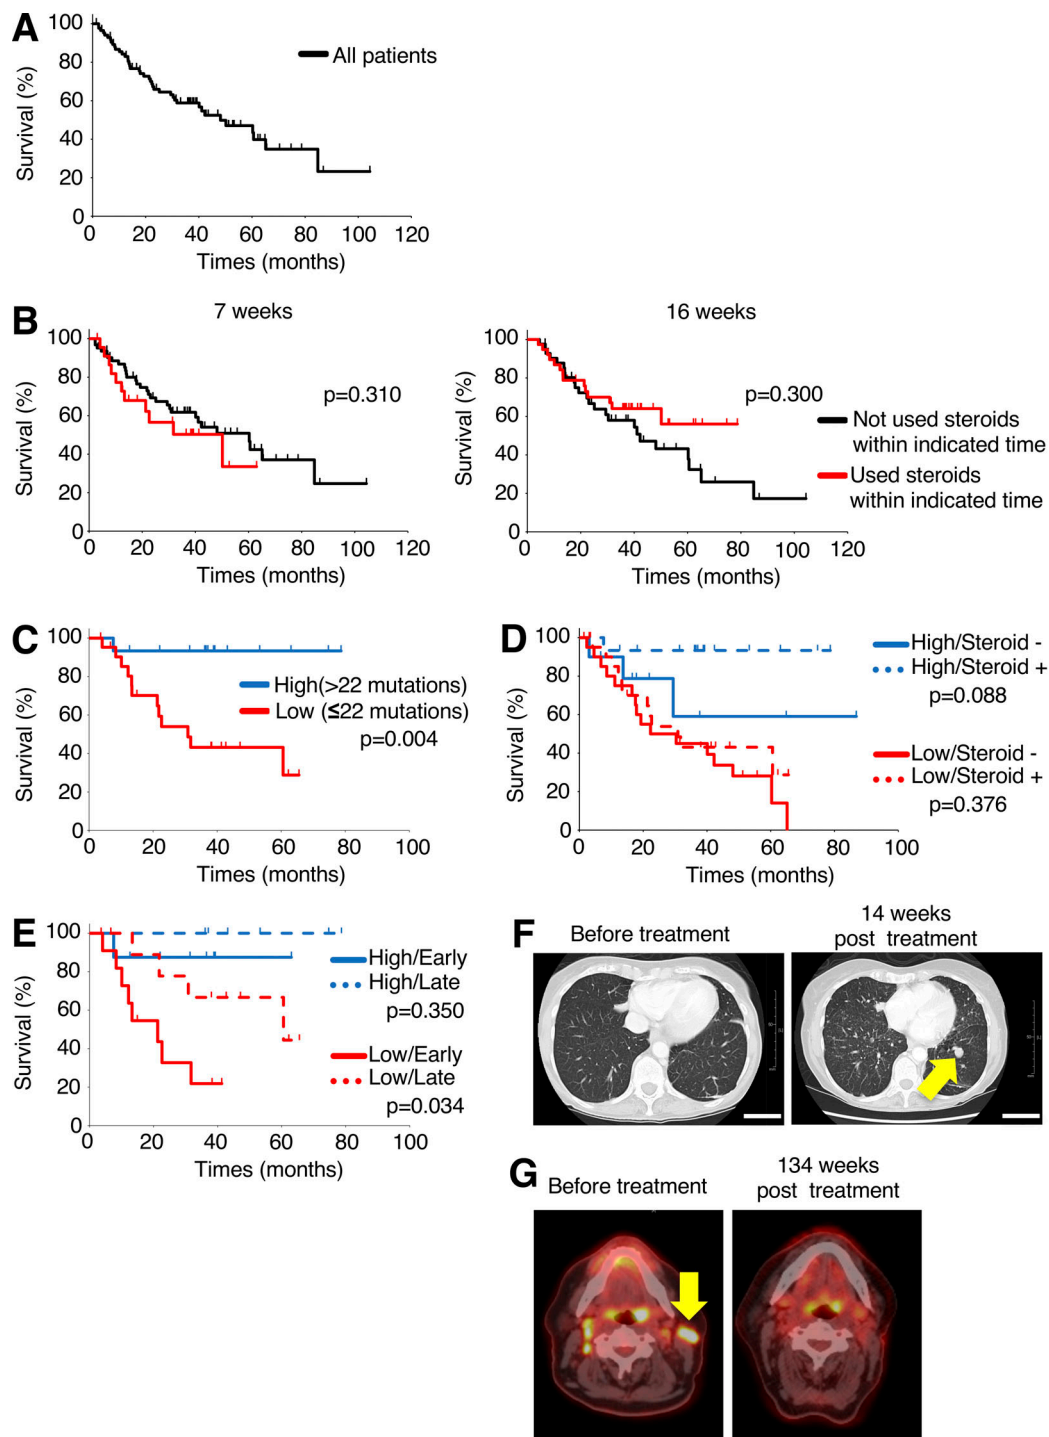 A
100
80
60
40
20
0
Survival (%)
All patients
0 20 40 60 80 100 120
Times (months)
B
7 weeks
100
80
60
40
20
0
Survival (%)
p=0.310
0 20 40 60 80 100 120
Times (months)
16 weeks
100
80
60
40
20
0
Survival (%)
p=0.300
Not used steroids
within indicated time
Used steroids
within indicated time
0 20 40 60 80 100 120
Times (months)
C
100
80
60
40
20
0
Survival (%)
High(>22 mutations)
Low (≤22 mutations)
p=0.004
0 20 40 60 80 100
Times (months)
D
100
80
60
40
20
0
Survival (%)
High/Steroid -
High/Steroid +
p=0.088
Low/Steroid -
Low/Steroid +
p=0.376
0 20 40 60 80 100
Times (months)
E
100
80
60
40
20
0
Survival (%)
High/Early
High/Late
p=0.350
Low/Early
Low/Late
p=0.034
0 20 40 60 80 100
Times (months)
F
Before treatment
14 weeks
post treatment
G
Before treatment
134 weeks
post treatment